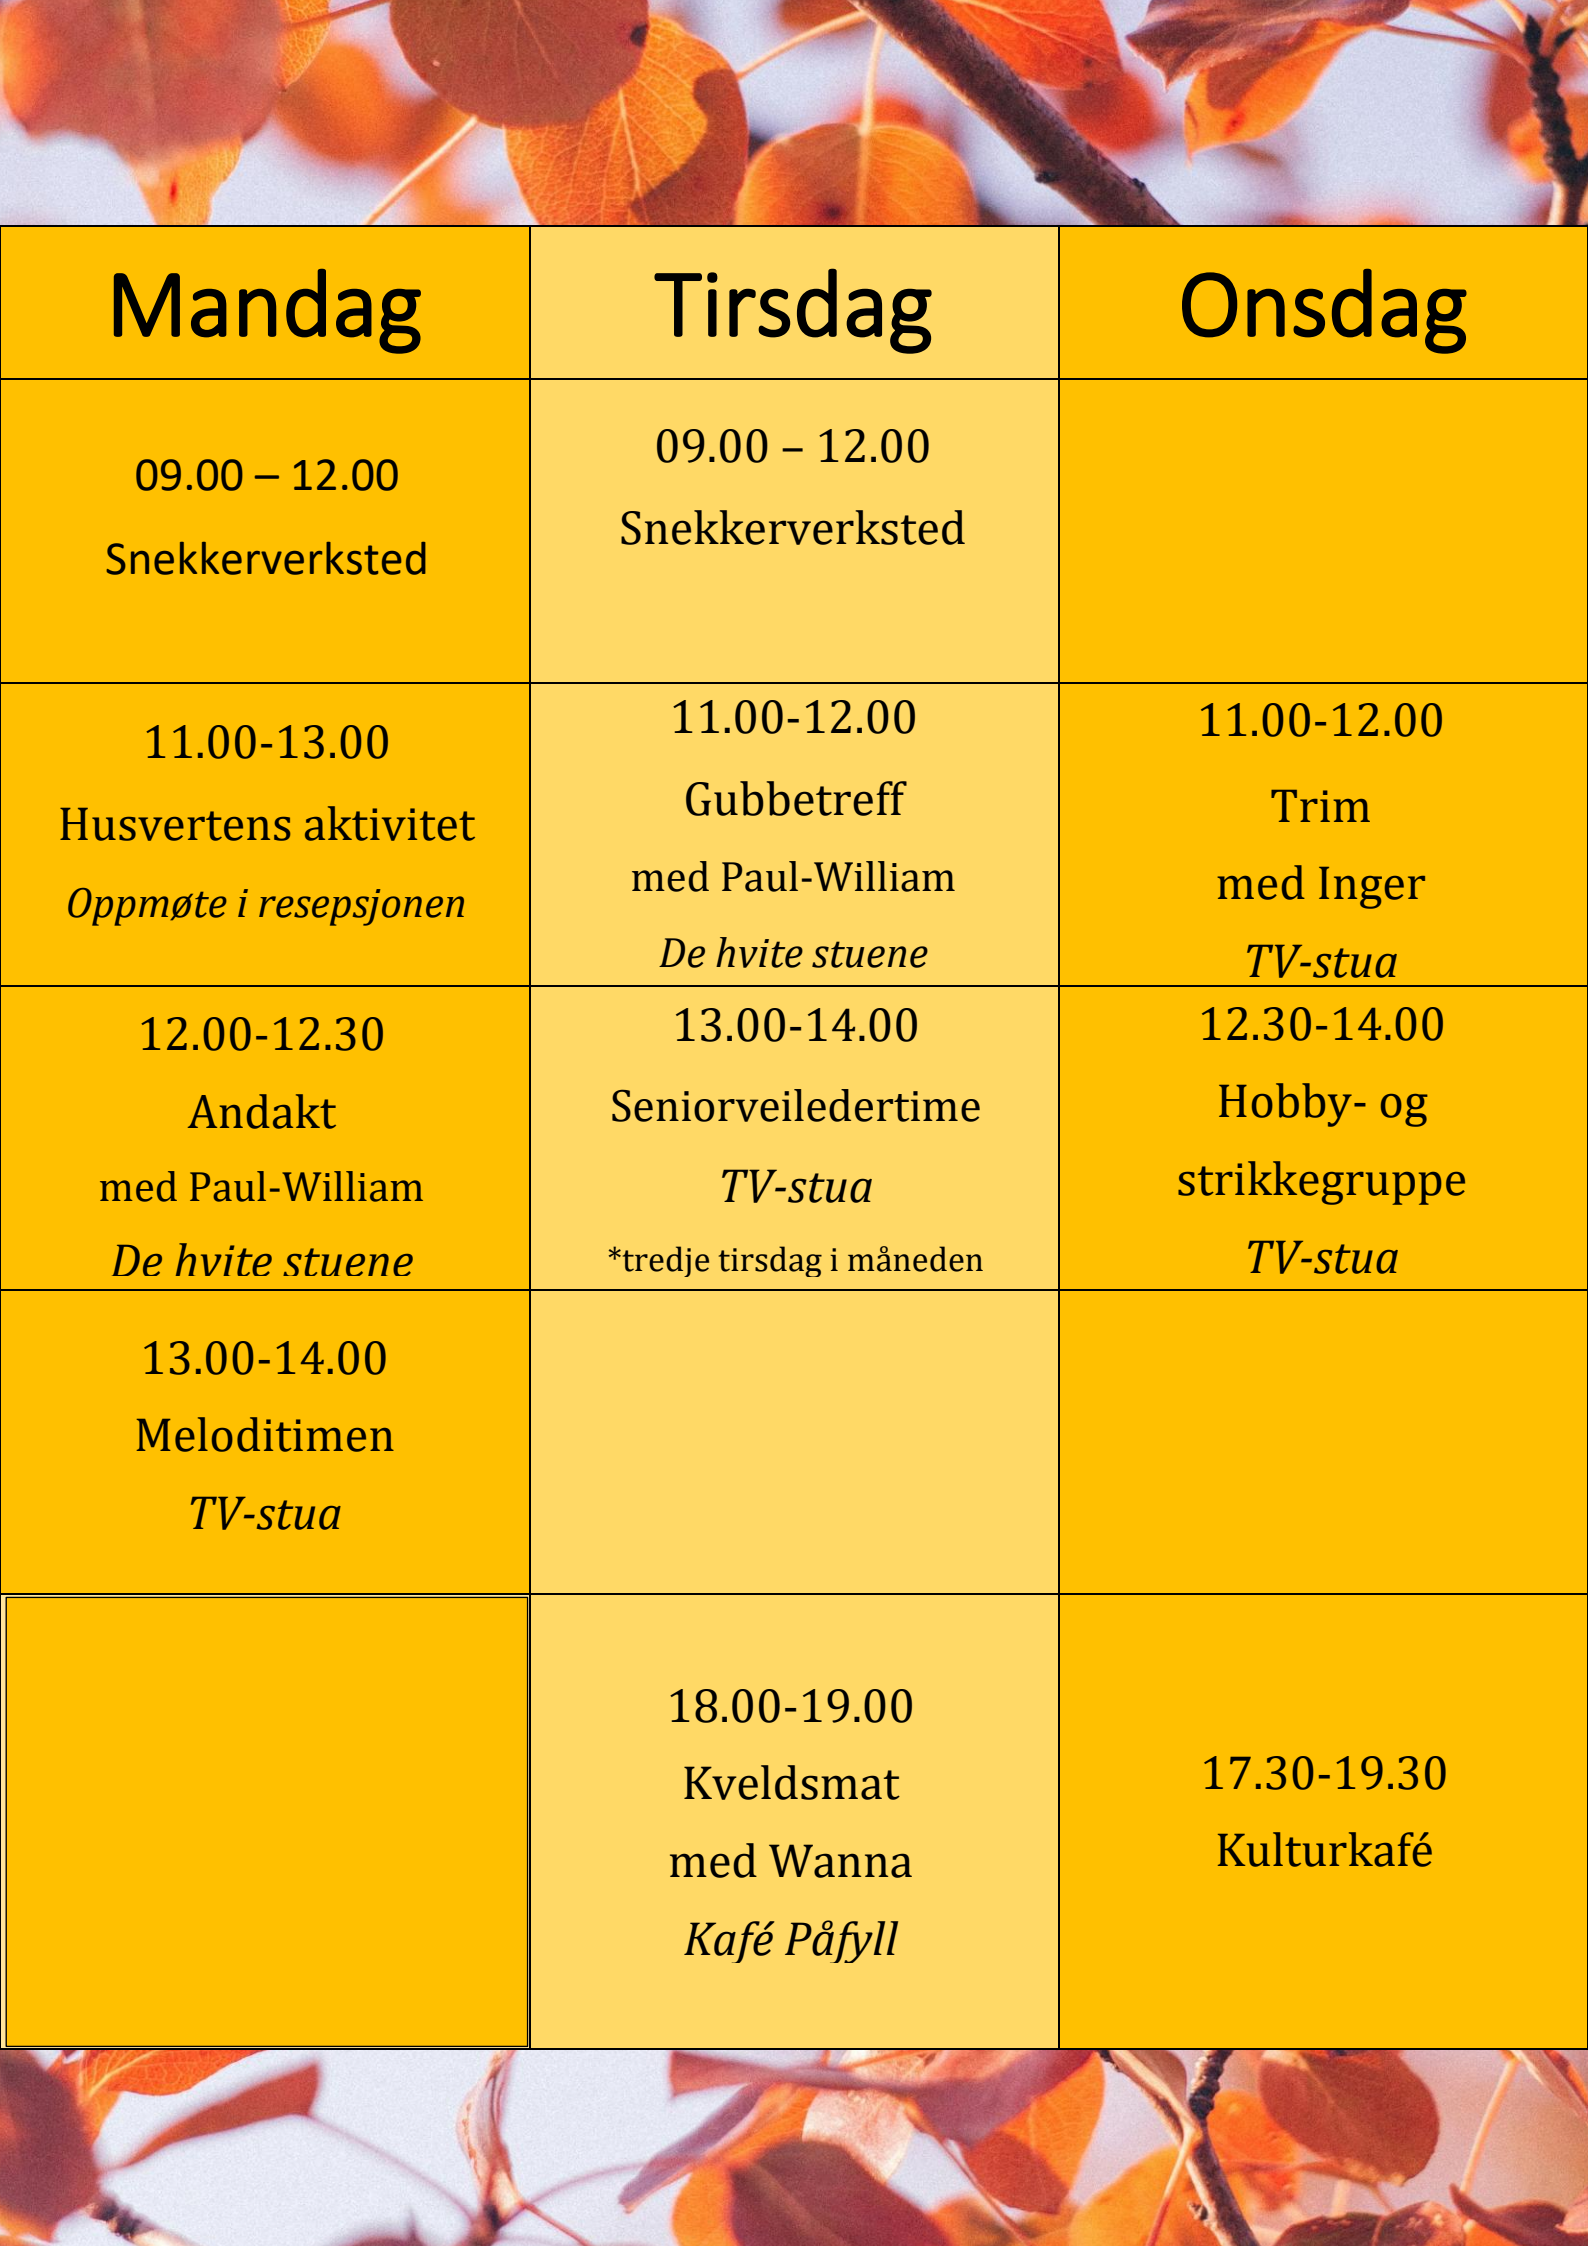 Mandag
Tirsdag
Onsdag
09.00 – 12.00
Snekkerverksted
09.00 – 12.00
Snekkerverksted
11.00-13.00
Husvertens aktivitet
Oppmøte i resepsjonen
11.00-12.00
Gubbetreff
med Paul-William
De hvite stuene
11.00-12.00
Trim
med Inger
TV-stua
12.00-12.30
Andakt
med Paul-William
De hvite stuene
13.00-14.00
Seniorveiledertime
TV-stua
*tredje tirsdag i måneden
12.30-14.00
Hobby- og
strikkegruppe
TV-stua
13.00-14.00
Meloditimen
TV-stua
18.00-19.00
Kveldsmat
med Wanna
Kafé Påfyll
17.30-19.30
Kulturkafé